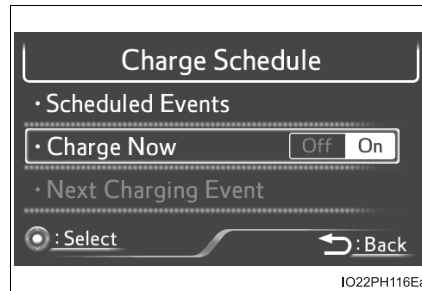 Charge Schedule
· Scheduled Events
· Charge Now Off On
· Next Charging Event
: Select : Back
IO22PH116Ea